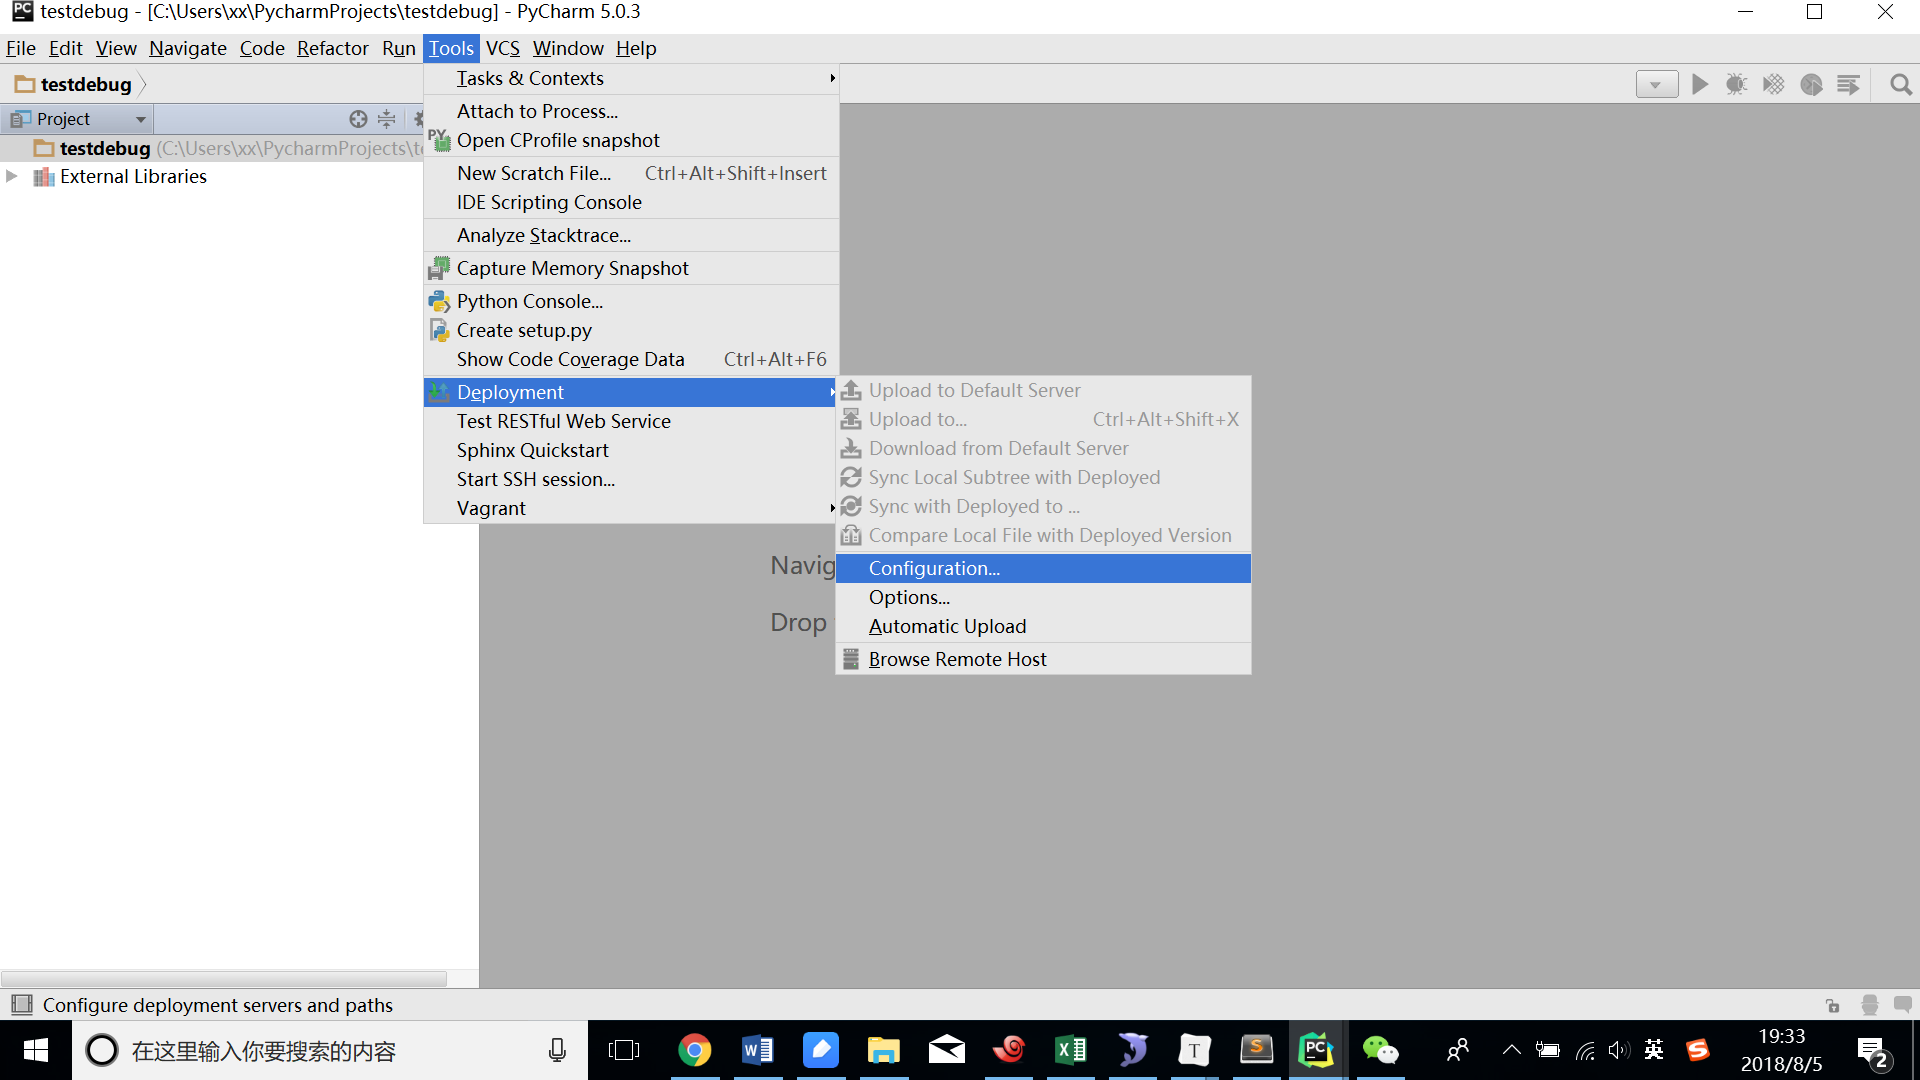 testdebug - [C:\Users\xx\PycharmProjects\testdebug] - PyCharm 5.0.3
File Edit View Navigate Code Refactor Run Tools VCS Window Help
testdebug
Project
testdebug (C:\Users\xx\PycharmProjects\t
External Libraries
Tasks & Contexts
Attach to Process...
Open CProfile snapshot
New Scratch File... Ctrl+Alt+Shift+Insert
IDE Scripting Console
Analyze Stacktrace...
Capture Memory Snapshot
Python Console...
Create setup.py
Show Code Coverage Data Ctrl+Alt+F6
Deployment
Test RESTful Web Service
Sphinx Quickstart
Start SSH session...
Vagrant
Upload to Default Server
Upload to... Ctrl+Alt+Shift+X
Download from Default Server
Sync Local Subtree with Deployed
Sync with Deployed to ...
Compare Local File with Deployed Version
Configuration...
Options...
Automatic Upload
Browse Remote Host
Navig
Drop
Configure deployment servers and paths
在这里输入你要搜索的内容
英
19:33
2018/8/5
2